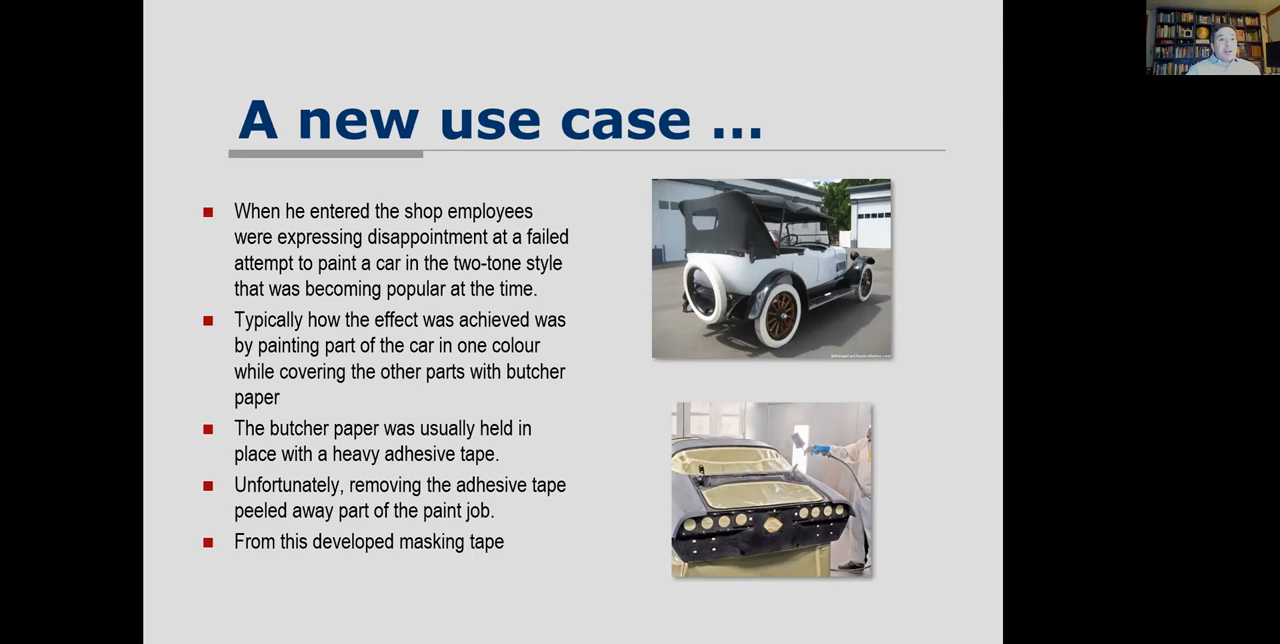 A new use case ...
When he entered the shop employees
were expressing disappointment at a failed
attempt to paint a car in the two-tone style
that was becoming popular at the time.
Typically how the effect was achieved was
by painting part of the car in one colour
while covering the other parts with butcher
paper
The butcher paper was usually held in
place with a heavy adhesive tape.
Unfortunately, removing the adhesive tape
peeled away part of the paint job.
From this developed masking tape